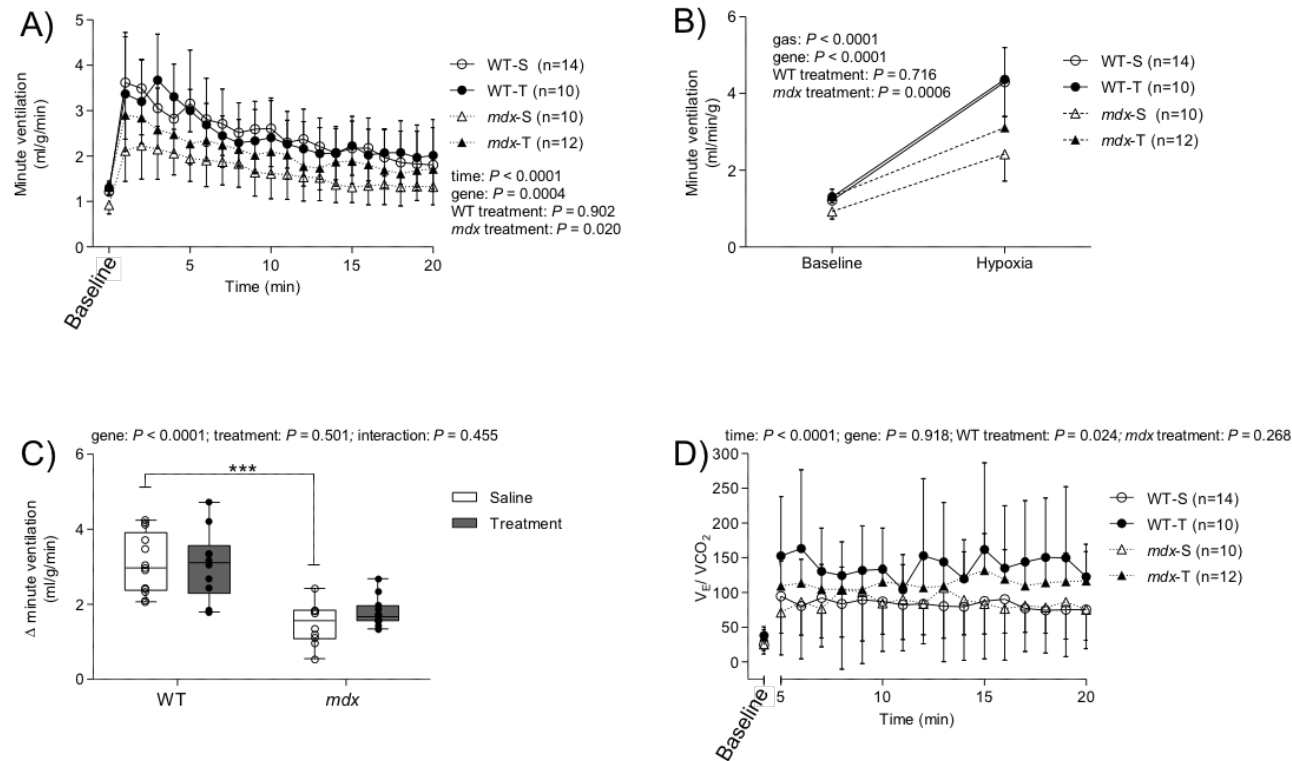 A)
5
4
3
2
1
0
Minute ventilation
(ml/g/min)
WT-S (n=14)
WT-T (n=10)
mdx-S (n=10)
mdx-T (n=12)
time: P < 0.0001
gene: P = 0.0004
WT treatment: P = 0.902
mdx treatment: P = 0.020
Baseline
5
10
15
20
Time (min)
B)
6
4
2
0
Minute ventilation
(ml/min/g)
gas: P < 0.0001
gene: P < 0.0001
WT treatment: P = 0.716
mdx treatment: P = 0.0006
WT-S (n=14)
WT-T (n=10)
mdx-S (n=10)
mdx-T (n=12)
Baseline
Hypoxia
C)
gene: P < 0.0001; treatment: P = 0.501; interaction: P = 0.455
6
4
2
0
Δ minute ventilation
(ml/g/min)
***
Saline
Treatment
WT
mdx
D)
time: P < 0.0001; gene: P = 0.918; WT treatment: P = 0.024; mdx treatment: P = 0.268
300
250
200
150
100
50
0
VE/ VCO2
WT-S (n=14)
WT-T (n=10)
mdx-S (n=10)
mdx-T (n=12)
Baseline
5
10
15
20
Time (min)